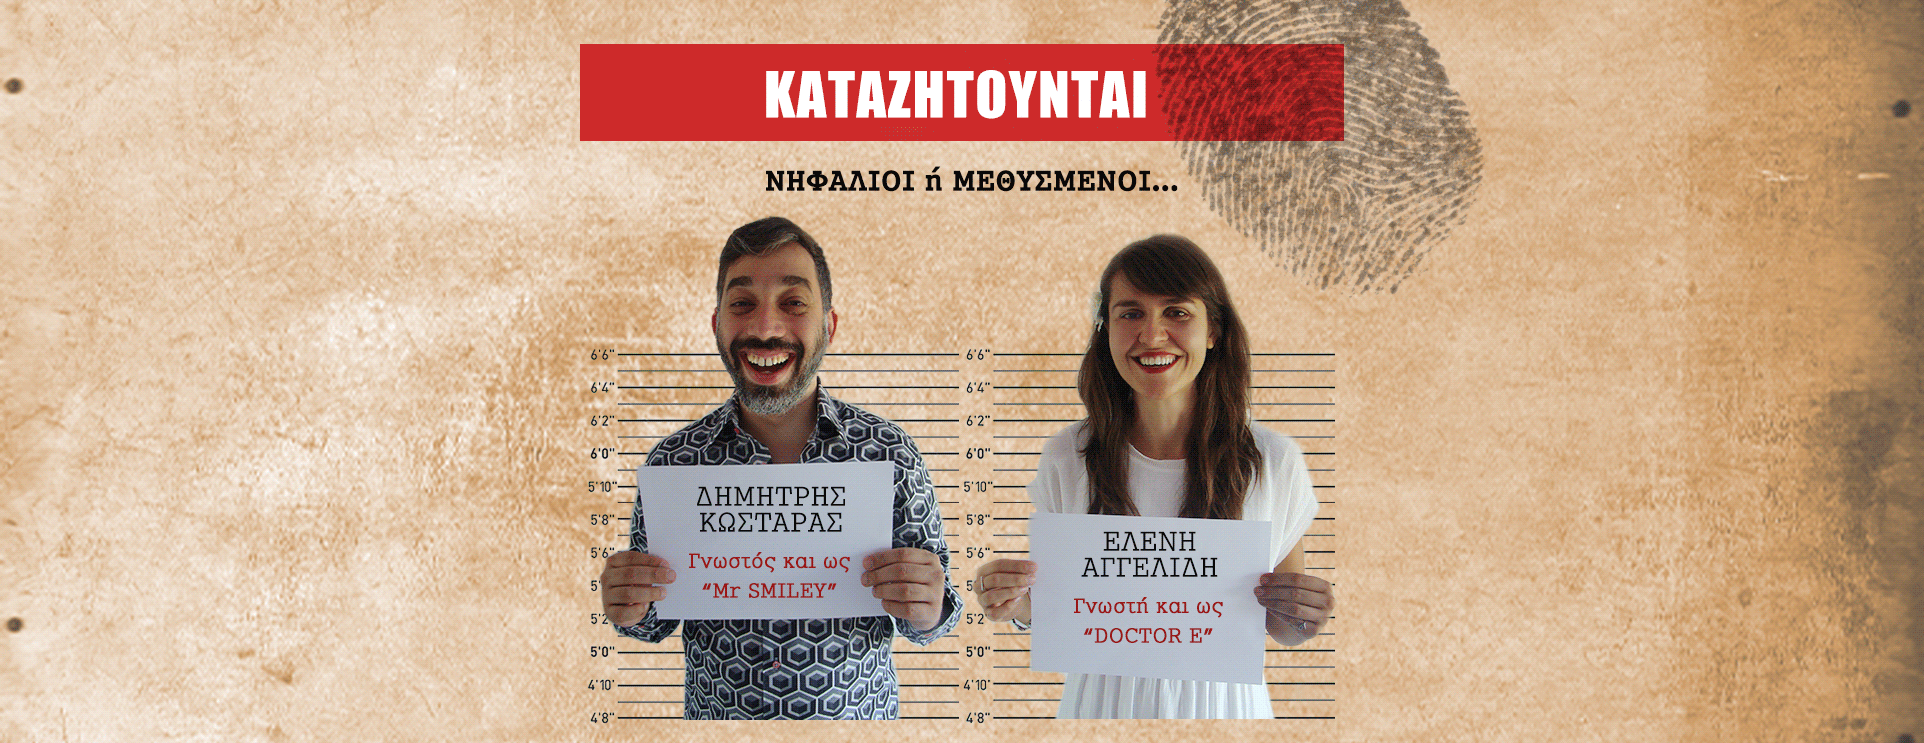 ΚΑΤΑΖΗΤΟΥΝΤΑΙ
ΝΗΦΑΛΙΟΙ ή ΜΕΘΥΣΜΕΝΟΙ...
6'6"
6'4"
6'2"
6'0"
5'10"
5'8"
5'6"
5'
5'2
5'0"
4'10'
4'8"
ΔΗΜΗΤΡΗΣ
ΚΩΣΤΑΡΑΣ
Γνωστός και ως
“Mr SMILEY”
6'6"
6'4"
6'2"
6'0"
5'10"
5'8"
5'6"
5'2"
5'0"
4'10'
4'8"
ΕΛΕΝΗ
ΑΓΓΕΛΙΔΗ
Γνωστή και ως
“DOCTOR E”